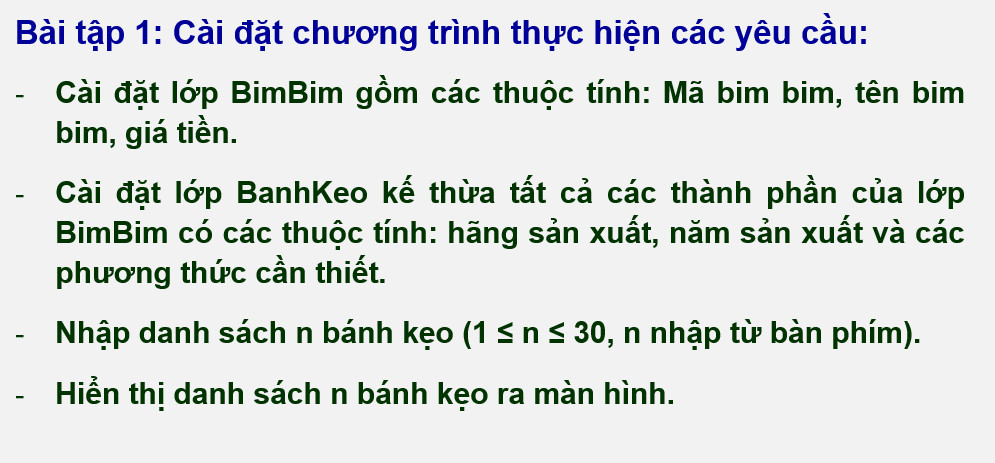 Bài tập 1: Cài đặt chương trình thực hiện các yêu cầu:
- Cài đặt lớp BimBim gồm các thuộc tính: Mã bim bim, tên bim
bim, giá tiền.
- Cài đặt lớp BanhKeo kế thừa tất cả các thành phần của lớp
BimBim có các thuộc tính: hãng sản xuất, năm sản xuất và các
phương thức cần thiết.
- Nhập danh sách n bánh kẹo (1 ≤ n ≤ 30, n nhập từ bàn phím).
- Hiển thị danh sách n bánh kẹo ra màn hình.